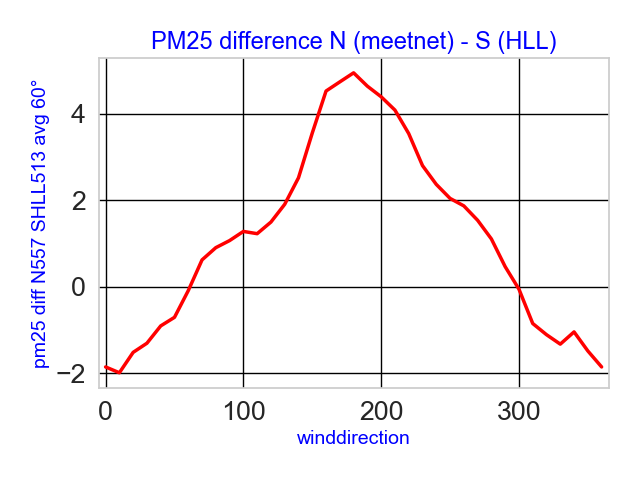 PM25 difference N (meetnet) - S (HLL)
pm25 diff N557 SHLL513 avg 60°
4
2
0
−2
0 100 200 300
winddirection